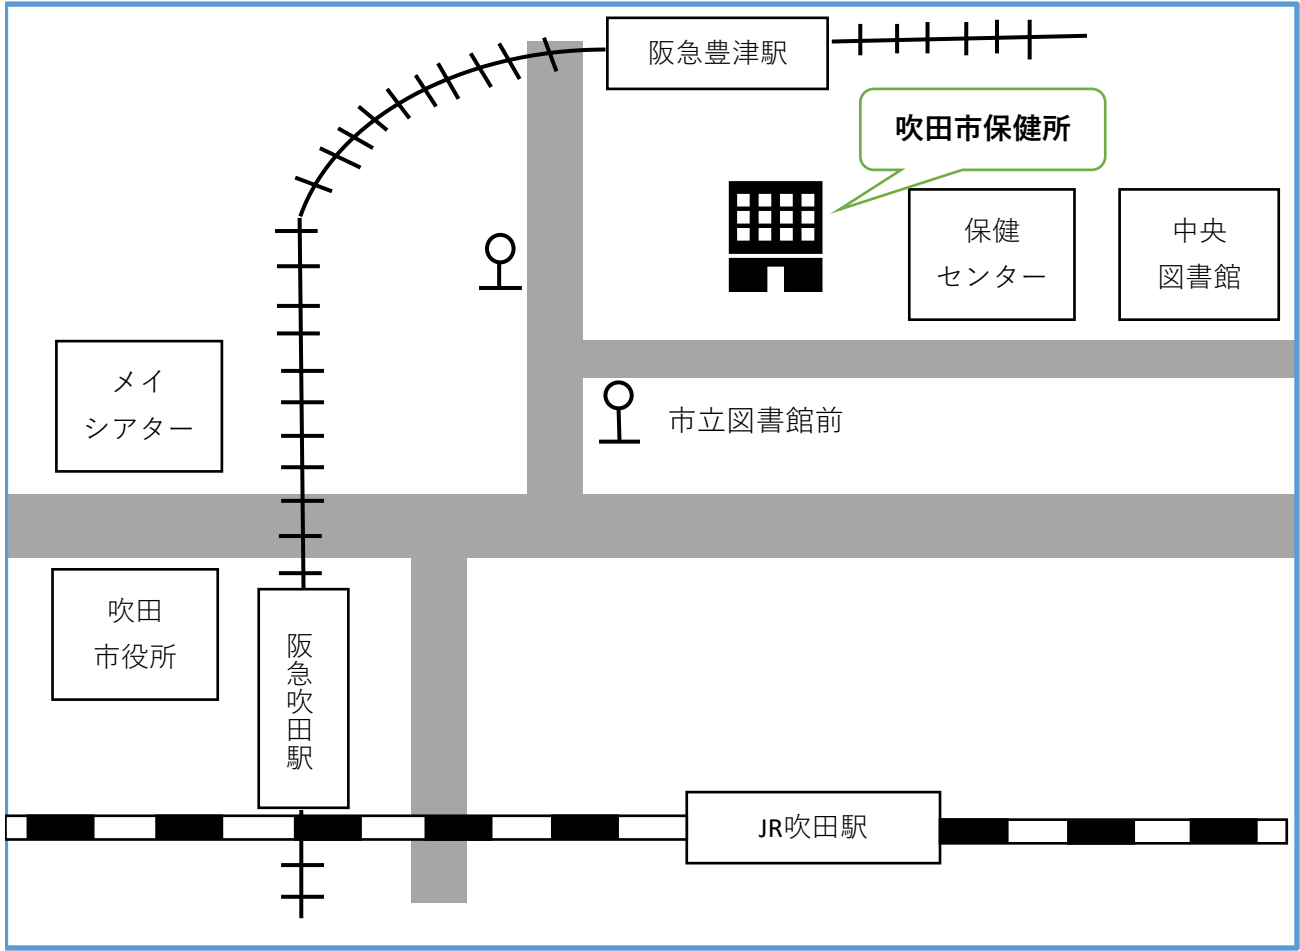 阪急豊津駅
吹田市保健所
保健
センター
中央
図書館
メイ
シアター
市立図書館前
吹田
市役所
阪急吹田駅
JR吹田駅